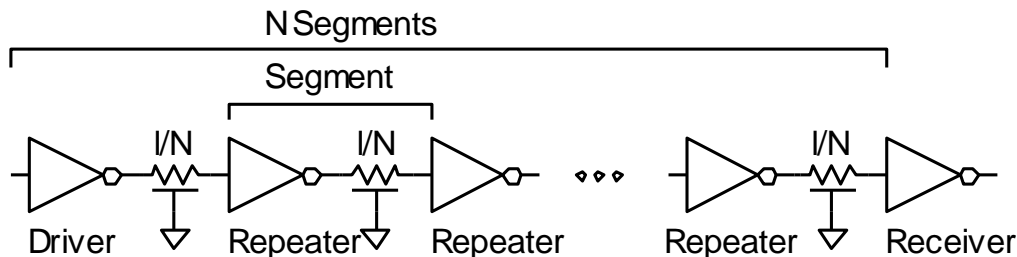 N Segments
Segment
l/N l/N l/N
Driver Repeater Repeater Repeater Receiver